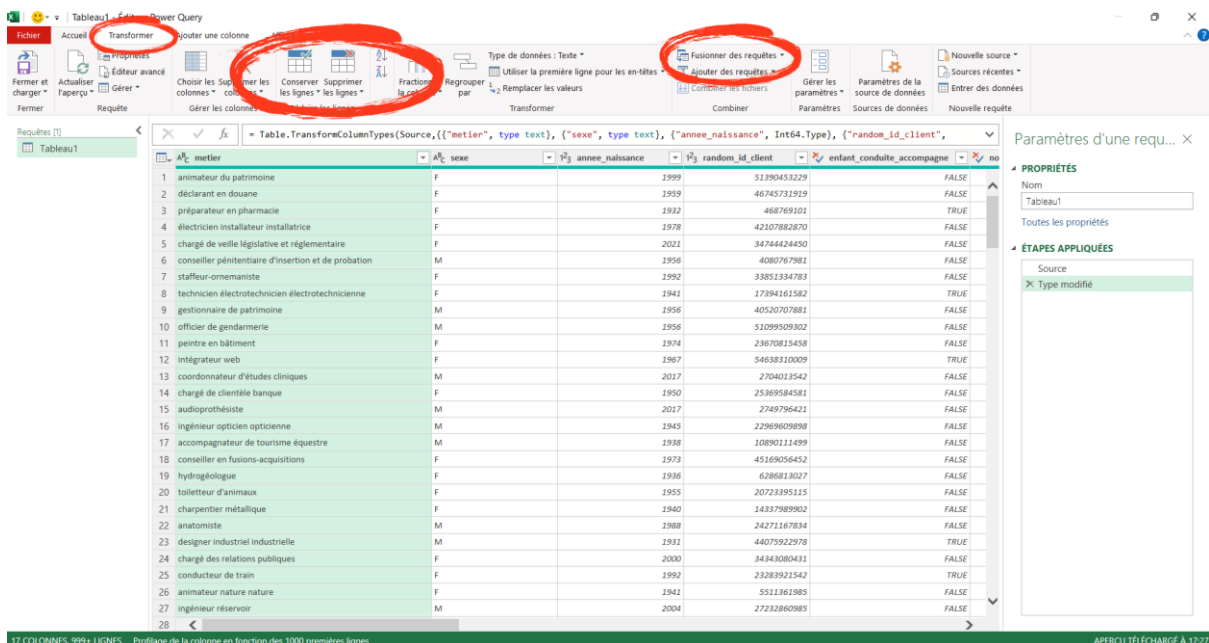 Tableau1 - Éditeur Power Query
Fichier Accueil Transformer Ajouter une colonne
Fermer et charger
Actualiser l'aperçu
Propriétés
Éditeur avancé
Gérer
Choisir les colonnes
Supprimer les colonnes
Conserver les lignes
Supprimer les lignes
Fractionner la colonne
Regrouper par
Type de données : Texte
Utiliser la première ligne pour les en-têtes
Remplacer les valeurs
Fusionner des requêtes
Ajouter des requêtes
Combiner les fichiers
Gérer les paramètres
Paramètres de la source de données
Nouvelle source
Sources récentes
Entrer des données
Fermer Requête Gérer les colonnes Réduire les lignes Transformer Combiner Paramètres Sources de données Nouvelle requête
Requêtes [1]
Tableau1
fx = Table.TransformColumnTypes(Source,{{"metier", type text}, {"sexe", type text}, {"annee_naissance", Int64.Type}, {"random_id_client",
metier sexe annee_naissance random_id_client enfant_conduite_accompagne no
1 animateur du patrimoine F 1999 51390453229 FALSE
2 déclarant en douane F 1959 46745731919 FALSE
3 préparateur en pharmacie F 1932 468769101 TRUE
4 électricien installateur installatrice F 1978 42107882870 FALSE
5 chargé de veille législative et réglementaire F 2021 34744424450 FALSE
6 conseiller pénitentiaire d'insertion et de probation M 1956 4080767981 FALSE
7 staffeur-ornemaniste F 1992 33851334783 FALSE
8 technicien électrotechnicien électrotechnicienne F 1941 17394161582 TRUE
9 gestionnaire de patrimoine M 1956 40520707881 FALSE
10 officier de gendarmerie M 1956 51099509302 FALSE
11 peintre en bâtiment F 1974 23670815458 FALSE
12 intégrateur web F 1967 54638310009 TRUE
13 coordonnateur d'études cliniques M 2017 2704013542 FALSE
14 chargé de clientèle banque F 1950 25369584581 FALSE
15 audioprothésiste M 2017 2749796421 FALSE
16 ingénieur opticien opticienne M 1945 22969609898 FALSE
17 accompagnateur de tourisme équestre M 1938 10890111499 FALSE
18 conseiller en fusions-acquisitions F 1973 45169056452 FALSE
19 hydrogéologue F 1936 6286813027 FALSE
20 toiletteur d'animaux F 1955 20723395115 FALSE
21 charpentier métallique F 1940 14337989902 FALSE
22 anatomiste M 1988 24271167834 FALSE
23 designer industriel industrielle M 1931 44075922978 TRUE
24 chargé des relations publiques F 2000 34343080431 FALSE
25 conducteur de train F 1992 23283921542 TRUE
26 animateur nature nature F 1941 5511361985 FALSE
27 ingénieur réservoir M 2004 27232860985 FALSE
28
Paramètres d'une requ...
PROPRIÉTÉS
Nom
Tableau1
Toutes les propriétés
ÉTAPES APPLIQUÉES
Source
Type modifié
17 COLONNES, 999+ LIGNES Profilage de la colonne en fonction des 1000 premières lignes APERÇU TÉLÉCHARGÉ À 17:27